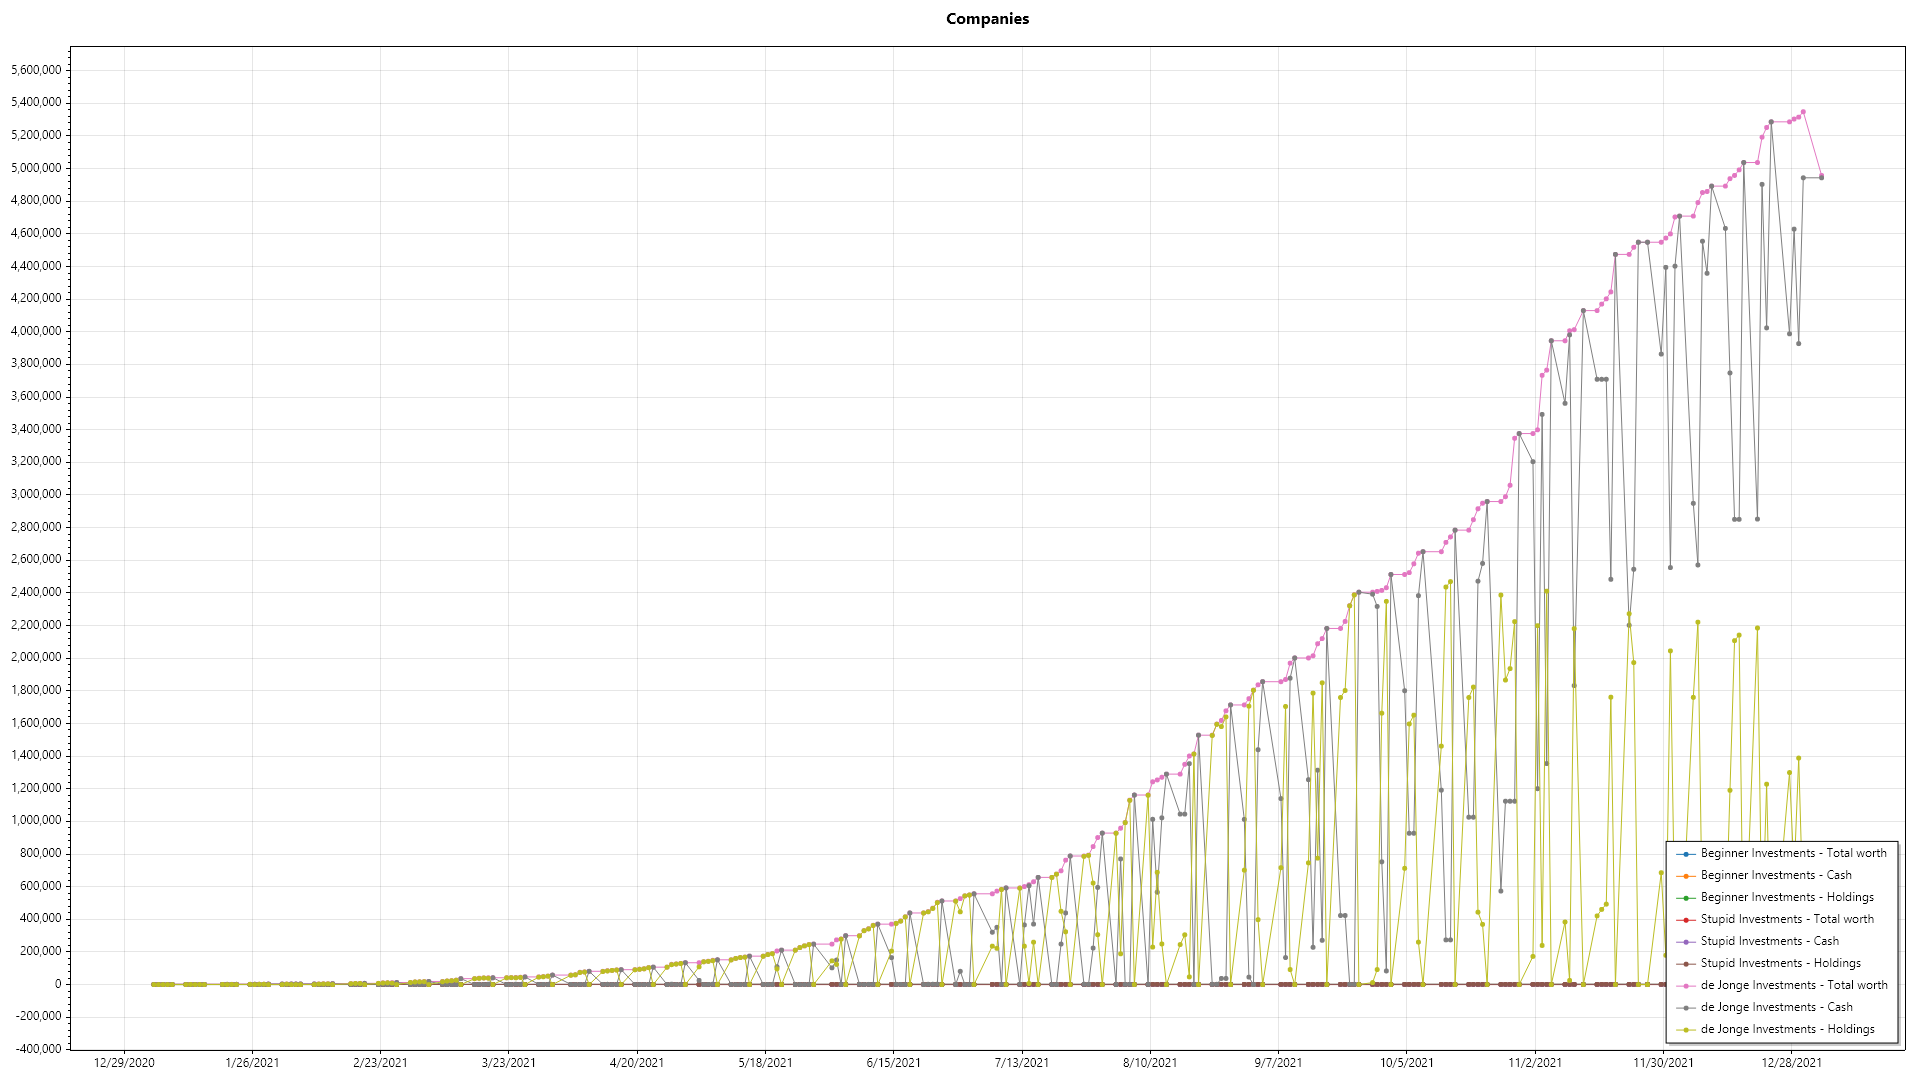 Companies
5,600,000
5,400,000
5,200,000
5,000,000
4,800,000
4,600,000
4,400,000
4,200,000
4,000,000
3,800,000
3,600,000
3,400,000
3,200,000
3,000,000
2,800,000
2,600,000
2,400,000
2,200,000
2,000,000
1,800,000
1,600,000
1,400,000
1,200,000
1,000,000
800,000
600,000
400,000
200,000
0
-200,000
-400,000
Beginner Investments - Total worth
Beginner Investments - Cash
Beginner Investments - Holdings
Stupid Investments - Total worth
Stupid Investments - Cash
Stupid Investments - Holdings
de Jonge Investments - Total worth
de Jonge Investments - Cash
de Jonge Investments - Holdings
12/29/2020 1/26/2021 2/23/2021 3/23/2021 4/20/2021 5/18/2021 6/15/2021 7/13/2021 8/10/2021 9/7/2021 10/5/2021 11/2/2021 11/30/2021 12/28/2021